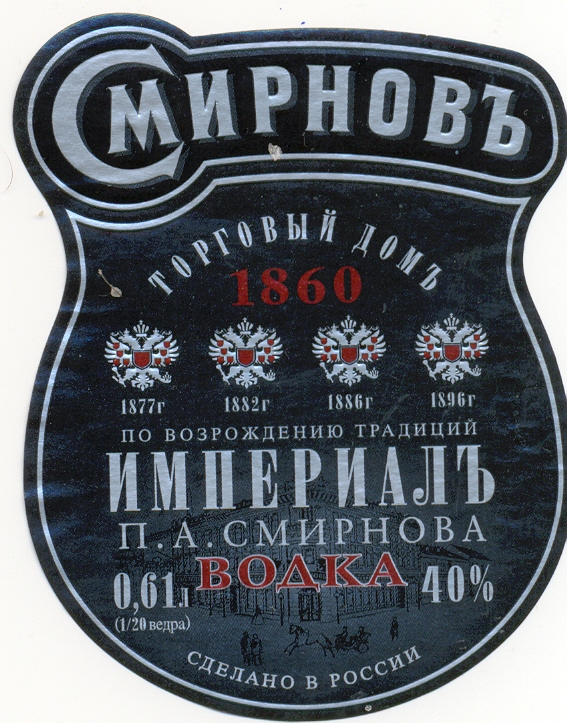 СМИРНОВЪ
ТОРГОВЫЙ ДОМЪ
1860
1877г 1882г 1886г 1896г
ПО ВОЗРОЖДЕНИЮ ТРАДИЦИЙ
ИМПЕРИАЛЪ
П.А.СМИРНОВА
ВОДКА
0,61л 40%
(1/20 ведра)
СДЕЛАНО В РОССИИ